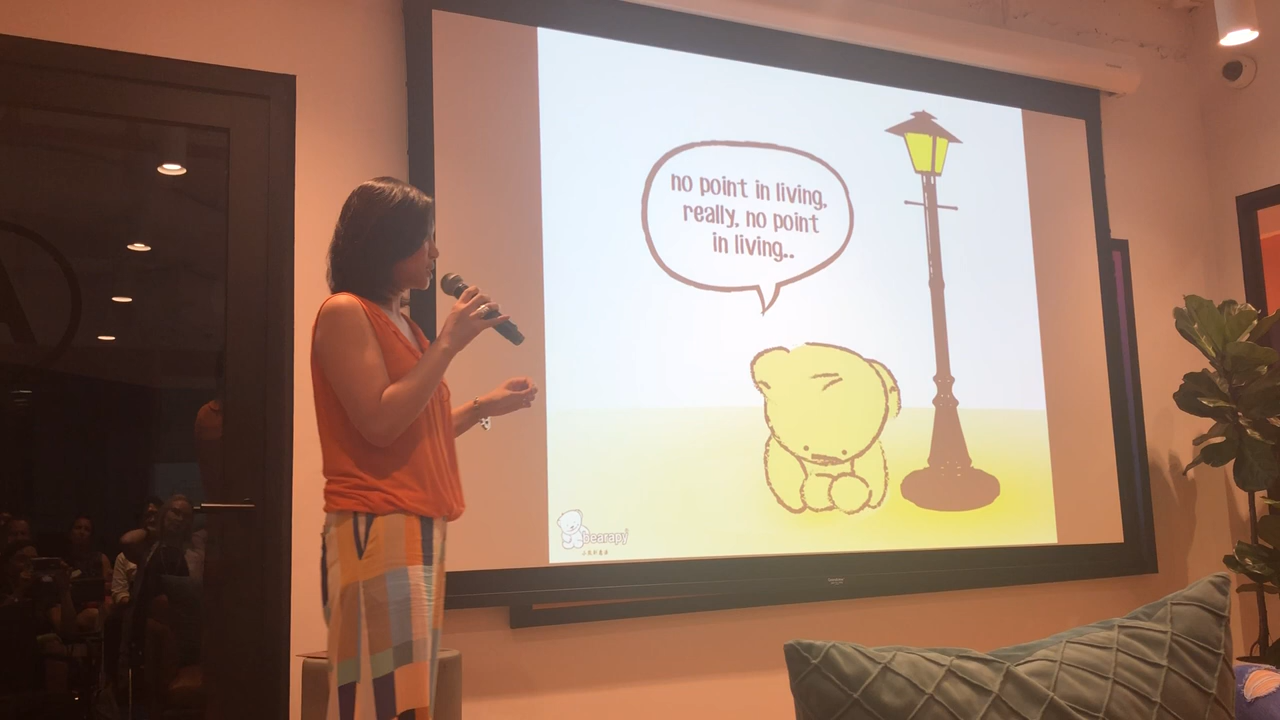 no point in living,
really, no point
in living..
bearapy